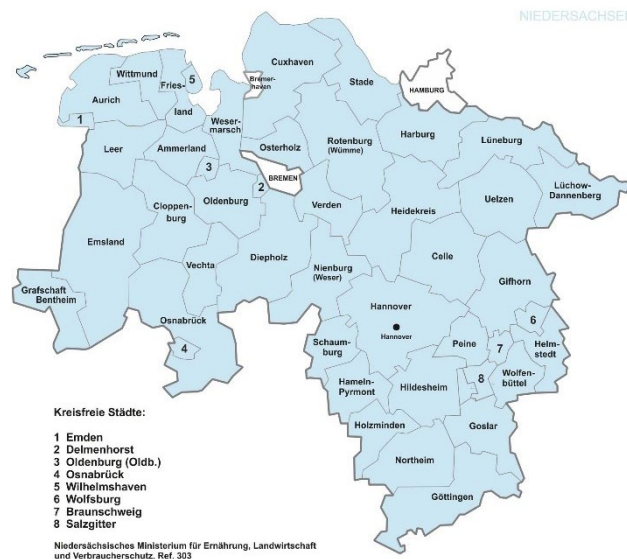 NIEDERSACHSEN
Cuxhaven
Wittmund
Fries-
land
5
Bremer-
haven
Stade
HAMBURG
Aurich
1
Weser-
marsch
Leer
Ammerland
3
Osterholz
Rotenburg
(Wümme)
Harburg
Lüneburg
BREMEN
2
Oldenburg
Cloppen-
burg
Verden
Heidekreis
Uelzen
Lüchow-
Dannenberg
Emsland
Vechta
Diepholz
Nienburg
(Weser)
Celle
Gifhorn
Grafschaft
Bentheim
Osnabrück
4
Hannover
Hannover
Schaum-
burg
Peine
6
7
Helm-
stedt
Hameln-
Pyrmont
Hildesheim
8
Wolfen-
büttel
Holzminden
Goslar
Northeim
Göttingen
Kreisfreie Städte:
1 Emden
2 Delmenhorst
3 Oldenburg (Oldb.)
4 Osnabrück
5 Wilhelmshaven
6 Wolfsburg
7 Braunschweig
8 Salzgitter
Niedersächsisches Ministerium für Ernährung, Landwirtschaft
und Verbraucherschutz, Ref. 303